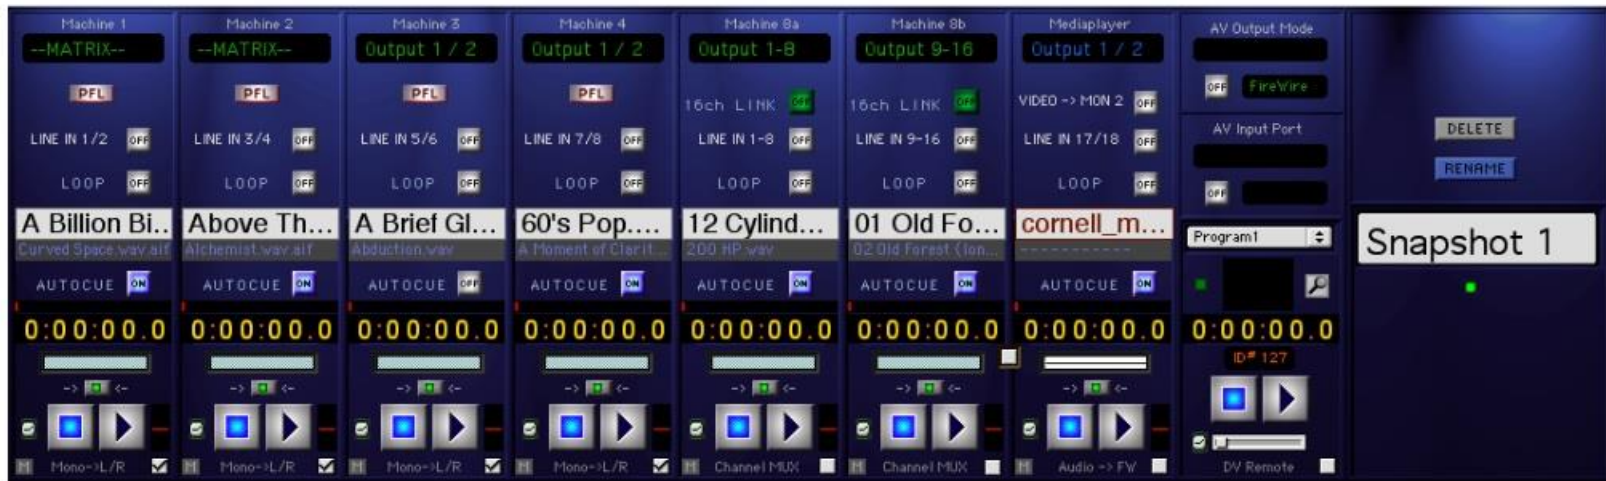 Machine 1
Machine 2
Machine 3
Machine 4
Machine 8a
Machine 8b
Mediaplayer
AV Output Mode
--MATRIX--
--MATRIX--
Output 1 / 2
Output 1 / 2
Output 1-8
Output 9-16
Output 1 / 2
OFF FireWire
PFL
PFL
PFL
PFL
16ch LINK OFF
16ch LINK OFF
VIDEO -> MON 2 OFF
AV Input Port
DELETE
LINE IN 1/2 OFF
LINE IN 3/4 OFF
LINE IN 5/6 OFF
LINE IN 7/8 OFF
LINE IN 1-8 OFF
LINE IN 9-16 OFF
LINE IN 17/18 OFF
RENAME
LOOP OFF
LOOP OFF
LOOP OFF
LOOP OFF
LOOP OFF
LOOP OFF
LOOP OFF
OFF
A Billion Bi..
Above Th...
A Brief Gl...
60's Pop....
12 Cylind...
01 Old Fo...
cornell_m...
Program1
Snapshot 1
Curved Space.wav.aif
Alchemist.wav.aif
Abduction.wav
A Moment of Clarit...
200 HP.wav
02 Old Forest (lon...
-----------
AUTOCUE ON
AUTOCUE ON
AUTOCUE OFF
AUTOCUE ON
AUTOCUE ON
AUTOCUE ON
AUTOCUE ON
0:00:00.0
0:00:00.0
0:00:00.0
0:00:00.0
0:00:00.0
0:00:00.0
0:00:00.0
0:00:00.0
ID# 127
-> <-
-> <-
-> <-
-> <-
-> <-
-> <-
-> <-
M Mono->L/R
M Mono->L/R
M Mono->L/R
M Mono->L/R
M Channel MUX
M Channel MUX
M Audio -> FW
DV Remote